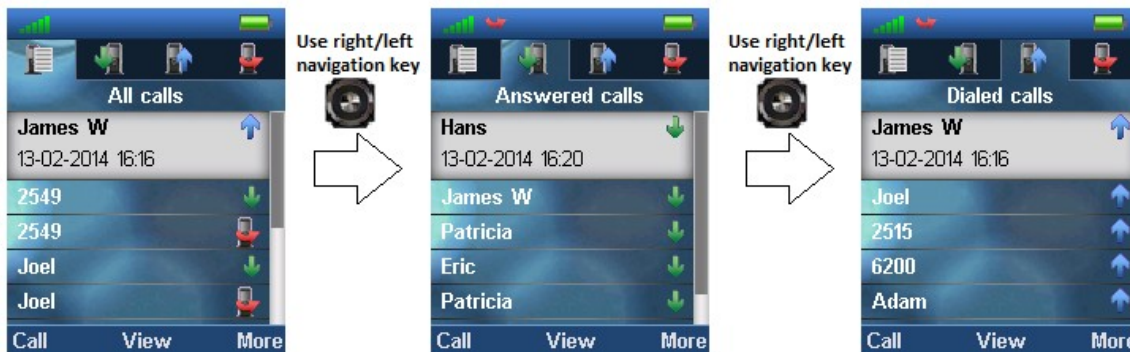 All calls
James W
13-02-2014 16:16
2549
2549
Joel
Joel
Call View More
Use right/left
navigation key
Answered calls
Hans
13-02-2014 16:20
James W
Patricia
Eric
Patricia
Call View More
Use right/left
navigation key
Dialed calls
James W
13-02-2014 16:16
Joel
2515
6200
Adam
Call View More